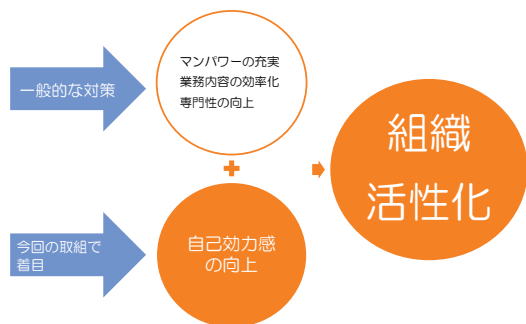 一般的な対策
マンパワーの充実
業務内容の効率化
専門性の向上
組織
活性化
今回の取組で
着目
自己効力感
の向上